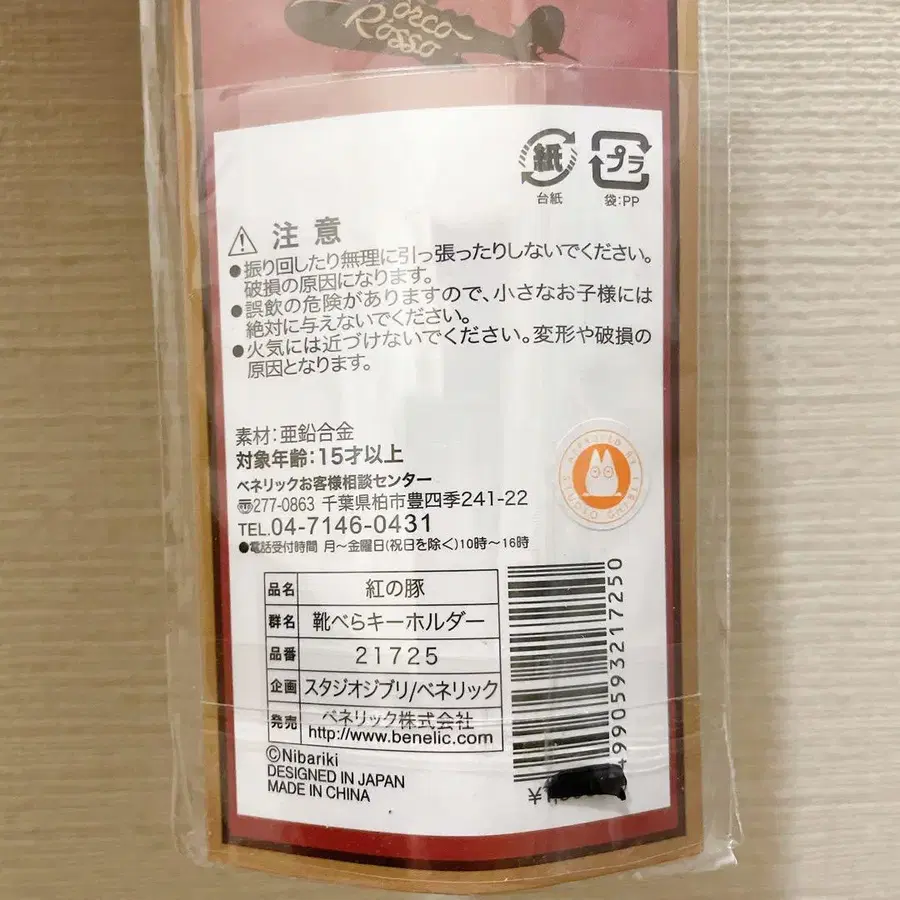 Porco
Rosso
紙
プラ
台紙
袋:PP
注意
●振り回したり無理に引っ張ったりしないでください。
破損の原因になります。
●誤飲の危険がありますので、小さなお子様には
絶対に与えないでください。
●火気には近づけないでください。変形や破損の
原因となります。
素材:亜鉛合金
対象年齢:15才以上
ベネリックお客様相談センター
〒277-0863 千葉県柏市豊四季241-22
TEL.04-7146-0431
●電話受付時間 月〜金曜日(祝日を除く)10時〜16時
品名 紅の豚
群名 靴べらキーホルダー
品番 21725
企画 スタジオジブリ/ベネリック
発売 ベネリック株式会社
http://www.benelic.com
©Nibariki
DESIGNED IN JAPAN
MADE IN CHINA
4990593217250
¥